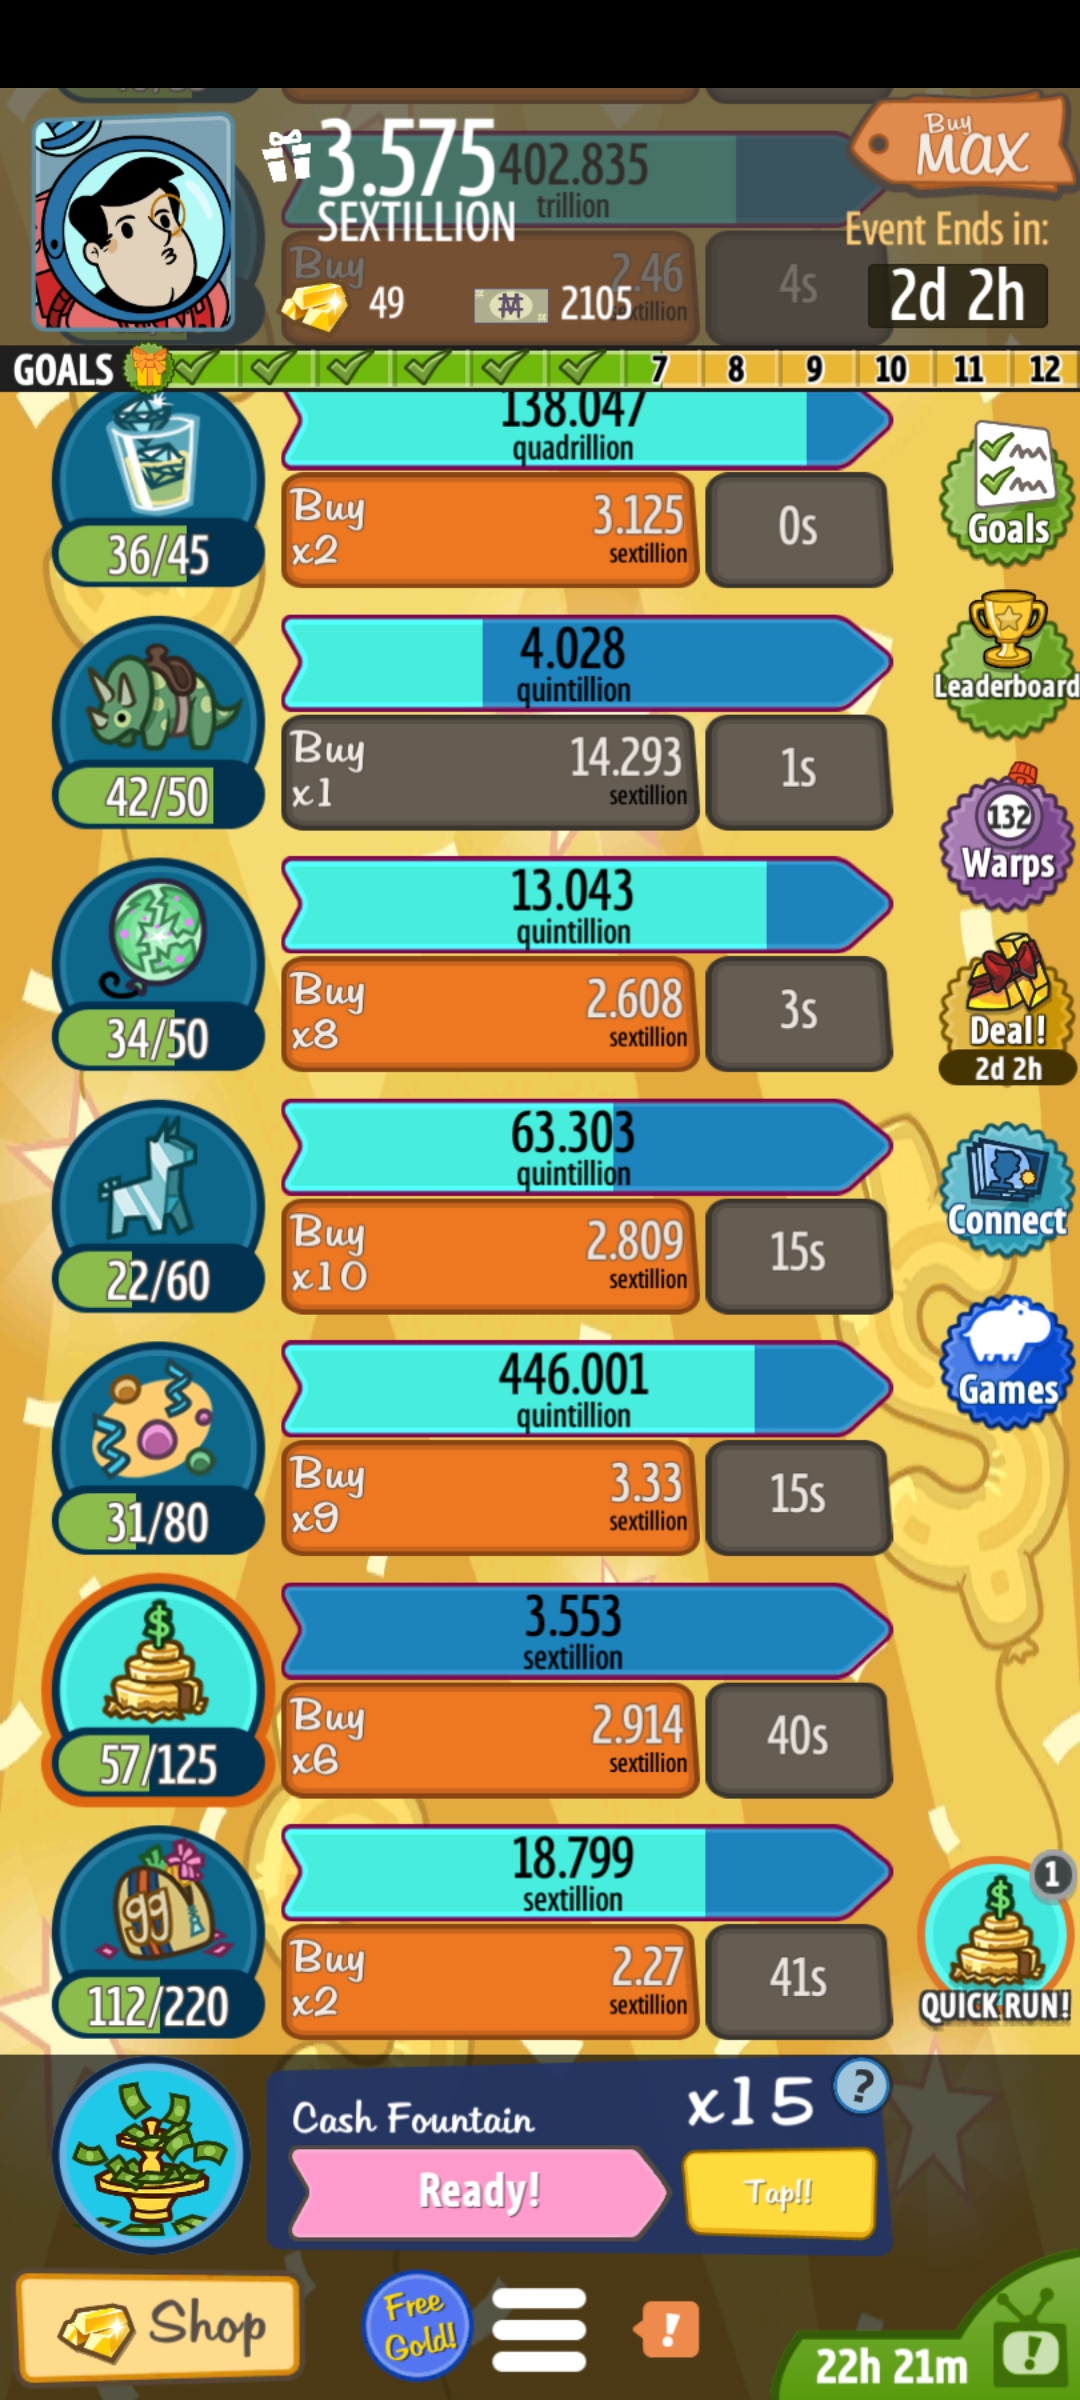 3.575
SEXTILLION
402.835
trillion
Buy
MAX
Event Ends in:
2d 2h
Buy
2.46
4s
49
2105
GOALS
7
8
9
10
11
12
138.047
quadrillion
36/45
Buy
x2
3.125
sextillion
0s
Goals
4.028
quintillion
42/50
Buy
x1
14.293
sextillion
1s
Leaderboard
13.043
quintillion
34/50
Buy
x8
2.608
sextillion
3s
132
Warps
Deal!
2d 2h
63.303
quintillion
22/60
Buy
x10
2.809
sextillion
15s
Connect
446.001
quintillion
31/80
Buy
x9
3.33
sextillion
15s
Games
$
3.553
sextillion
57/125
Buy
x6
2.914
sextillion
40s
99
18.799
sextillion
112/220
Buy
x2
2.27
sextillion
41s
1
$
QUICK RUN!
Cash Fountain
x15
?
Ready!
Tap!!
Shop
Free
Gold!
!
22h 21m
!